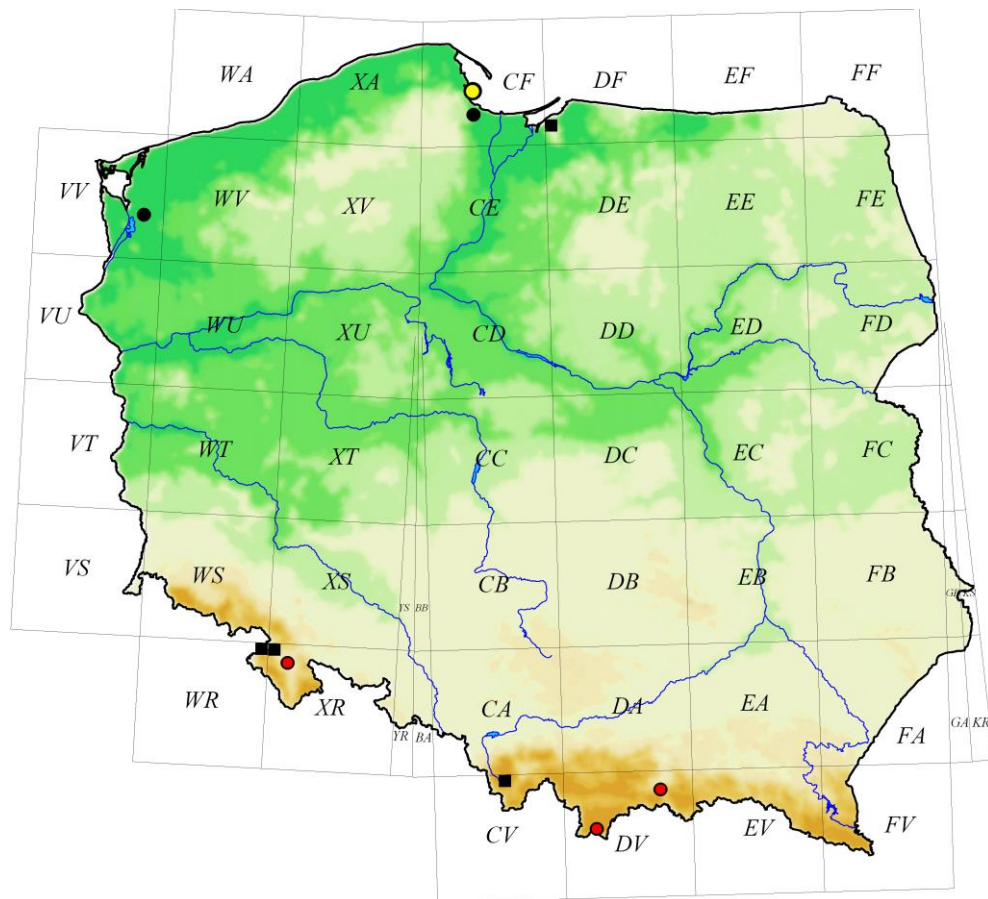 WA XA CF DF EF FF
VV WV XV CE DE EE FE
VU WU XU CD DD ED FD
VT WT XT CC DC EC FC
VS WS XS YS BB CB DB EB FB
WR XR YR BA CA DA EA FA GA KR
CV DV EV FV